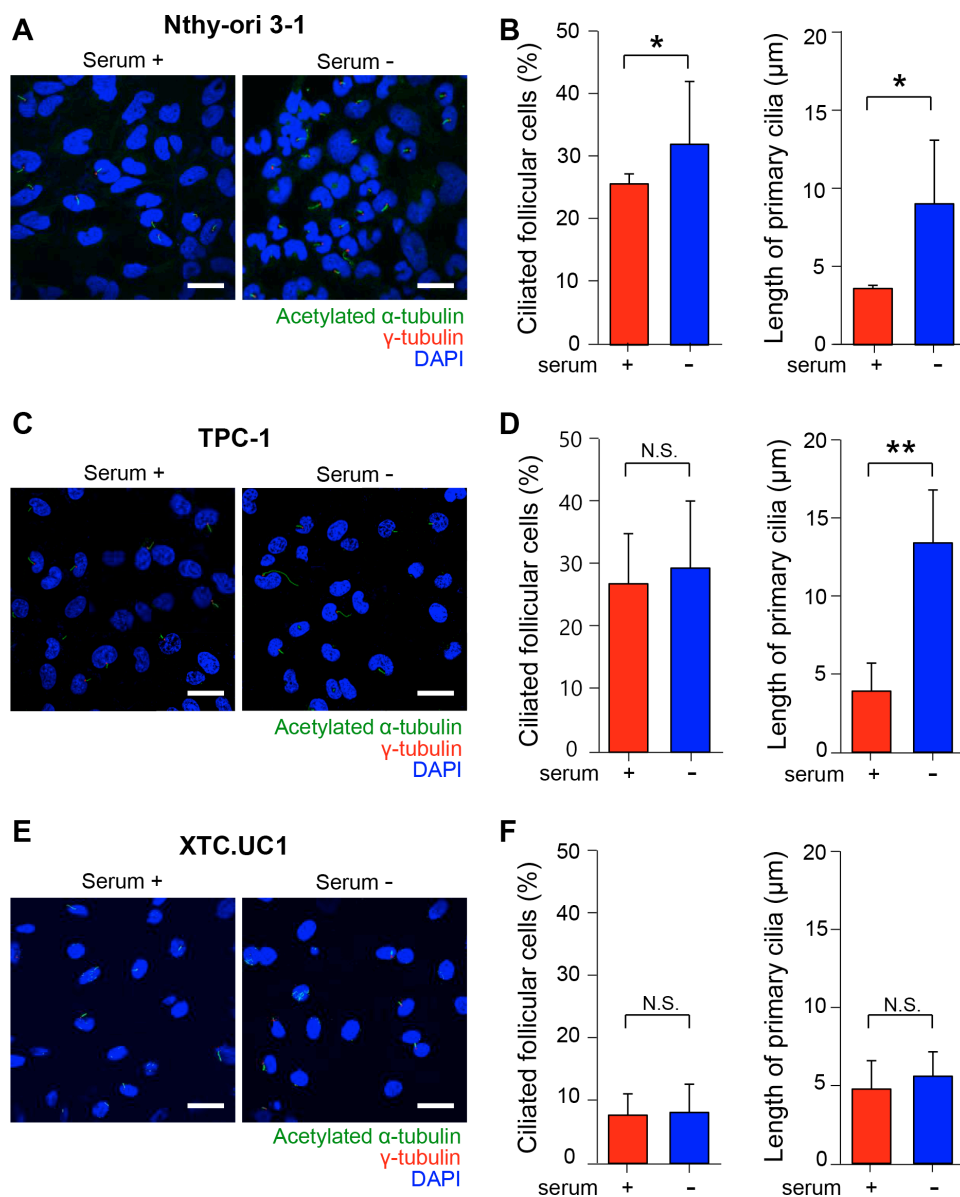 A
Nthy-ori 3-1
Serum +
Serum -
Acetylated α-tubulin
γ-tubulin
DAPI
B
Ciliated follicular cells (%)
50
40
30
20
10
0
*
serum + -
Length of primary cilia (μm)
20
15
10
5
0
*
serum + -
C
TPC-1
Serum +
Serum -
Acetylated α-tubulin
γ-tubulin
DAPI
D
Ciliated follicular cells (%)
50
40
30
20
10
0
N.S.
serum + -
Length of primary cilia (μm)
20
15
10
5
0
**
serum + -
E
XTC.UC1
Serum +
Serum -
Acetylated α-tubulin
γ-tubulin
DAPI
F
Ciliated follicular cells (%)
50
40
30
20
10
0
N.S.
serum + -
Length of primary cilia (μm)
20
15
10
5
0
N.S.
serum + -